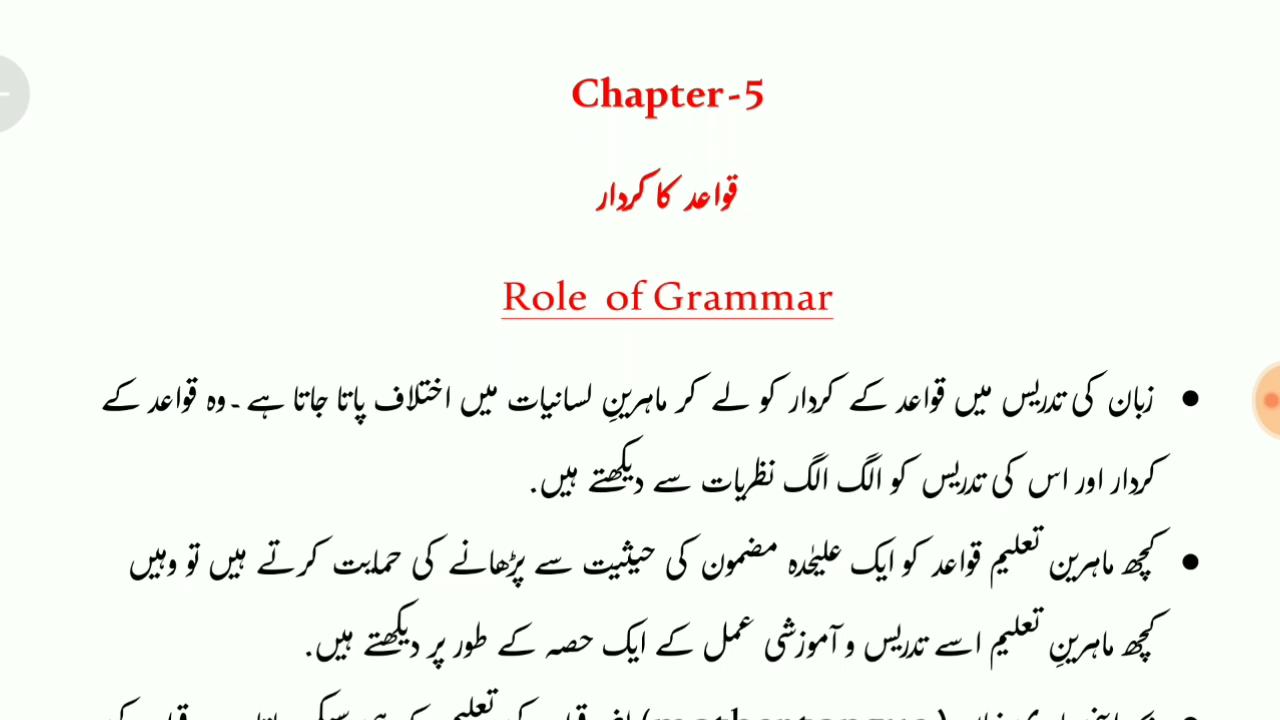 Chapter-5
قواعد کا کردار
Role of Grammar
● زبان کی تدریس میں قواعد کے کردار کو لے کر ماہرینِ لسانیات میں اختلاف پاتا جاتا ہے۔ وہ قواعد کے
کردار اور اس کی تدریس کو الگ الگ نظریات سے دیکھتے ہیں.
● کچھ ماہرین تعلیم قواعد کو ایک علیحٰدہ مضمون کی حیثیت سے پڑھانے کی حمایت کرتے ہیں تو وہیں
کچھ ماہرینِ تعلیم اسے تدریس و آموزشی عمل کے ایک حصہ کے طور پر دیکھتے ہیں.